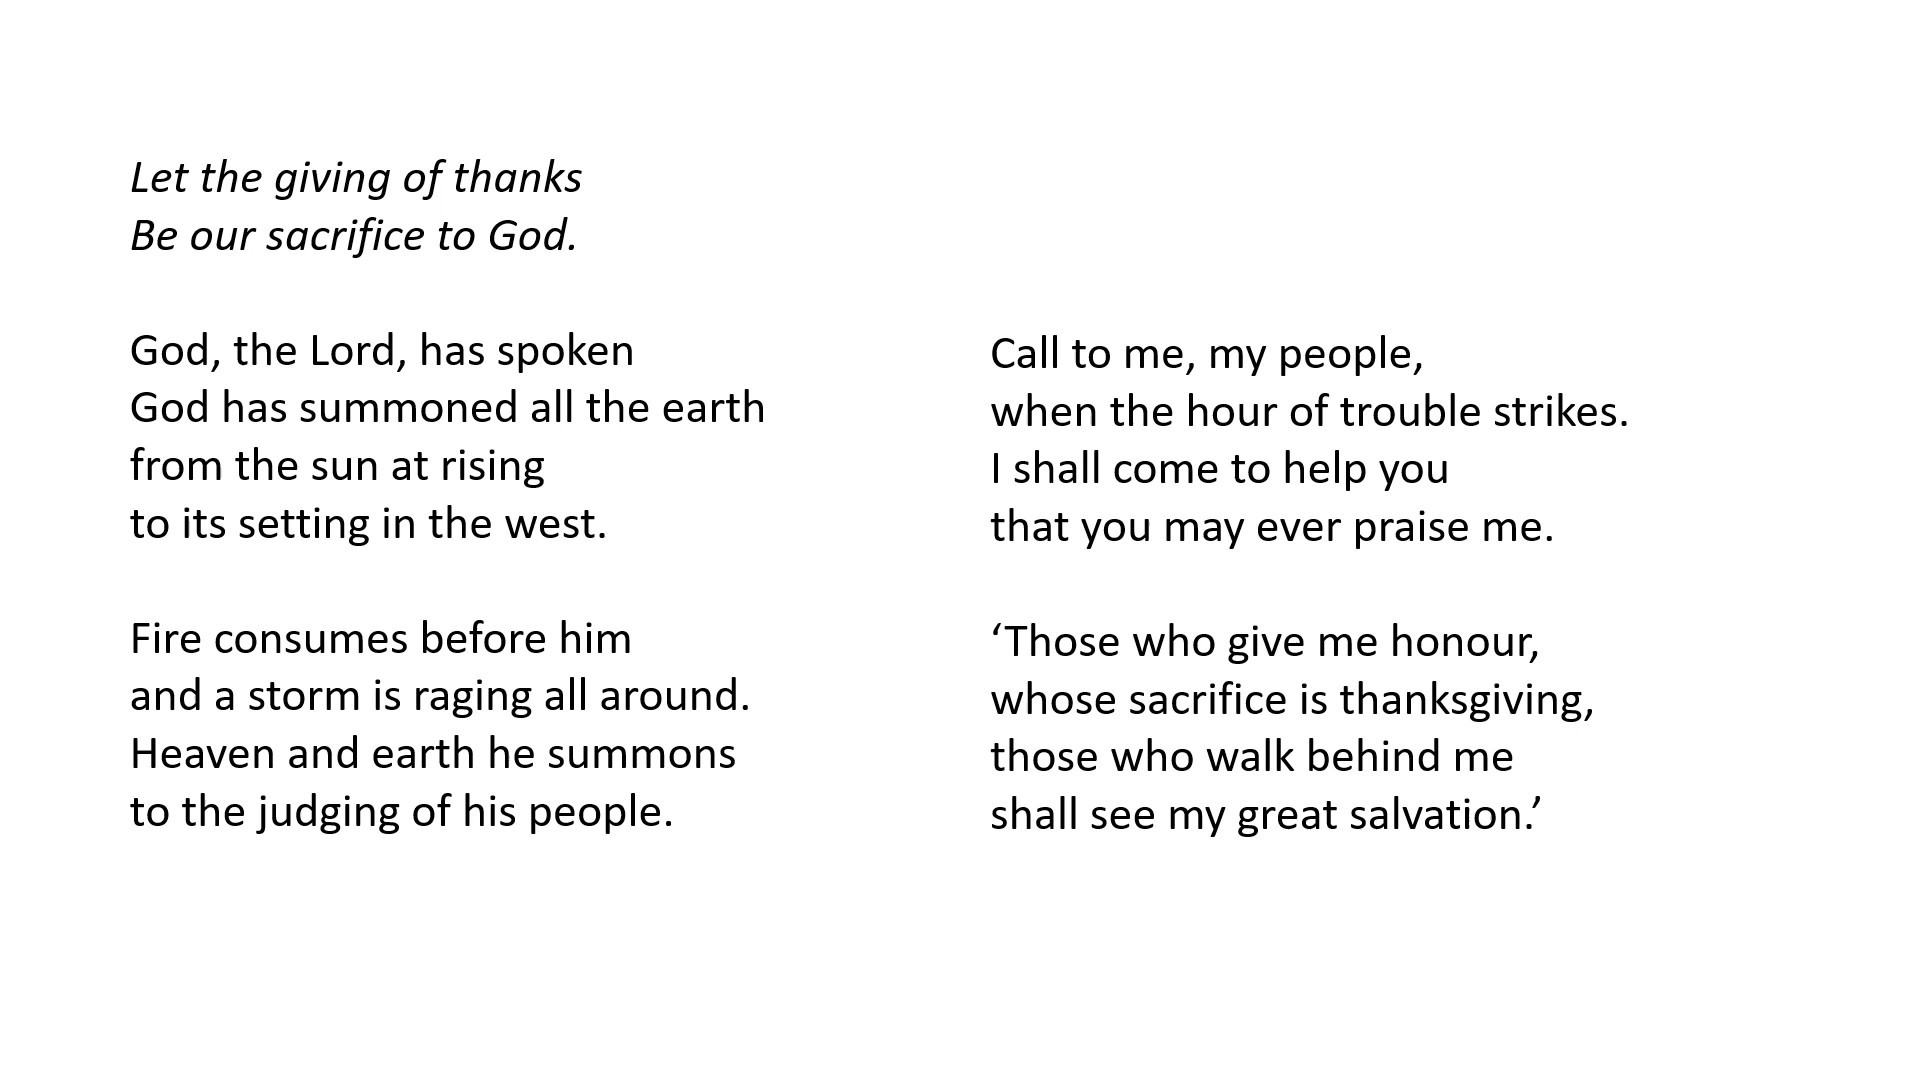 Let the giving of thanks
Be our sacrifice to God.
God, the Lord, has spoken
God has summoned all the earth
from the sun at rising
to its setting in the west.
Fire consumes before him
and a storm is raging all around.
Heaven and earth he summons
to the judging of his people.
Call to me, my people,
when the hour of trouble strikes.
I shall come to help you
that you may ever praise me.
‘Those who give me honour,
whose sacrifice is thanksgiving,
those who walk behind me
shall see my great salvation.’